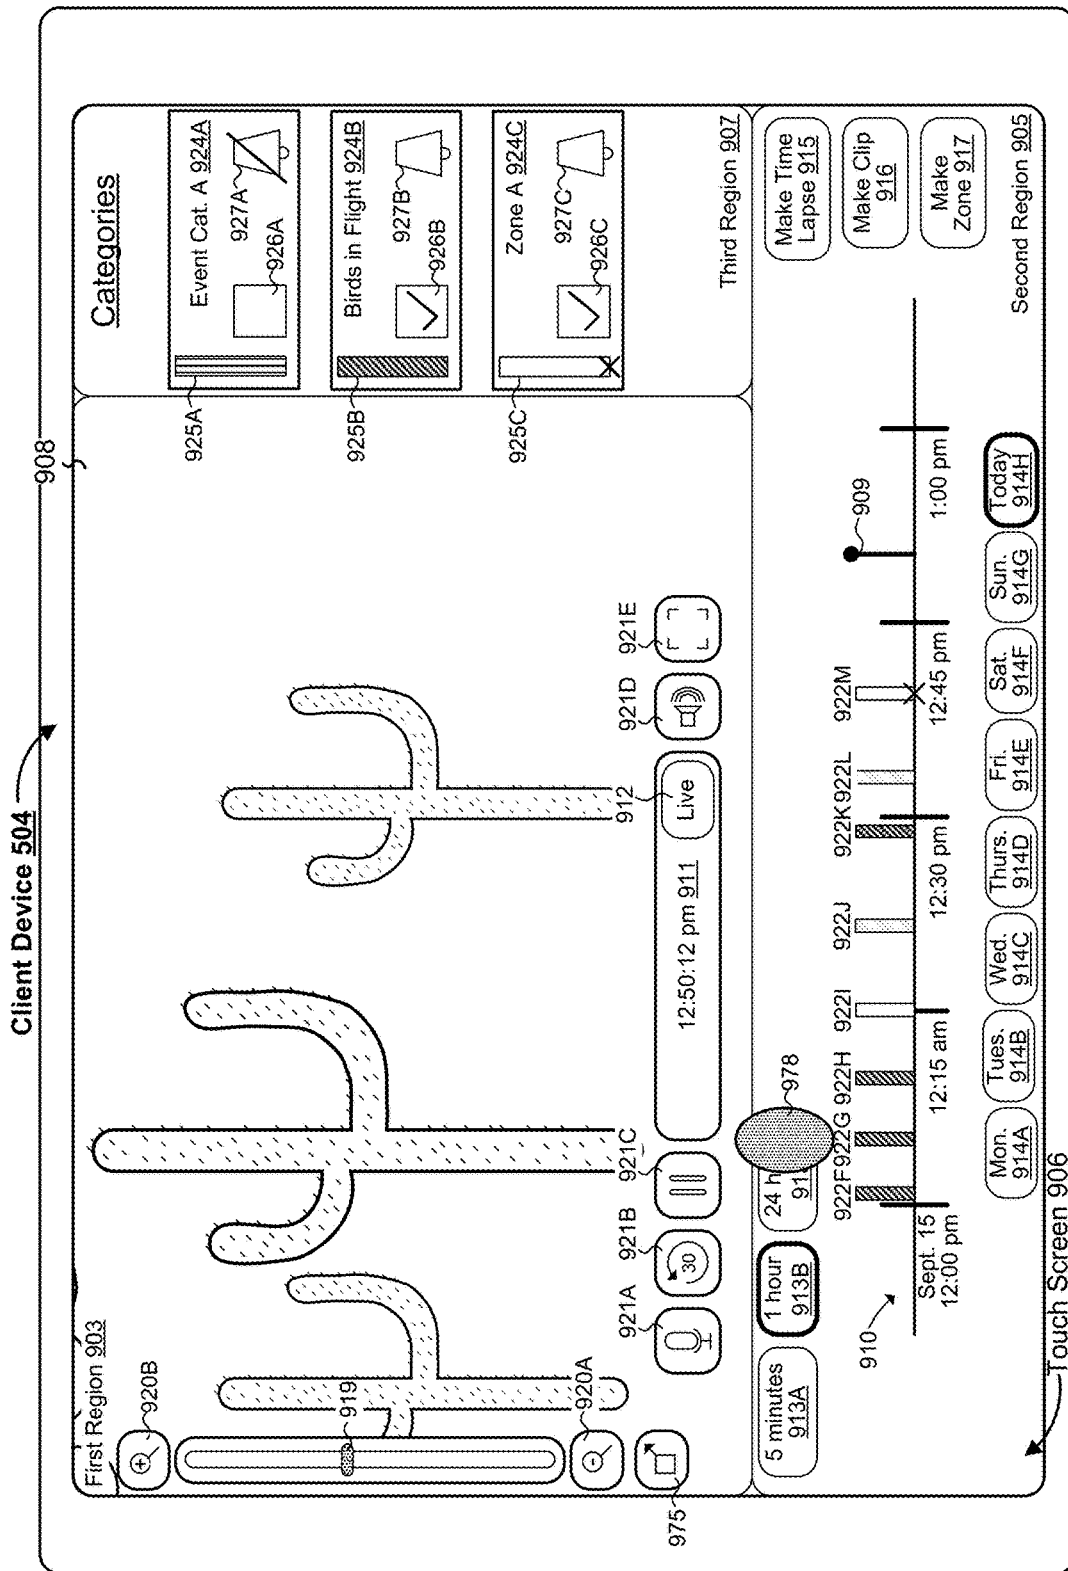 Client Device 504
908
First Region 903
920B
919
920A
975
Categories
Event Cat. A 924A
925A
927A
926A
Birds in Flight 924B
925B
927B
926B
Zone A 924C
925C
927C
926C
Third Region 907
921A
921B
30
921C
12:50:12 pm 911
Live
912
921D
921E
5 minutes
913A
1 hour
913B
24 h
91
978
Make Time
Lapse 915
Make Clip
916
Make
Zone 917
909
910
922F
922G
922H
922I
922J
922K
922L
922M
Sept. 15
12:00 pm
12:15 am
12:30 pm
12:45 pm
1:00 pm
Mon.
914A
Tues.
914B
Wed.
914C
Thurs.
914D
Fri.
914E
Sat.
914F
Sun.
914G
Today
914H
Second Region 905
Touch Screen 906